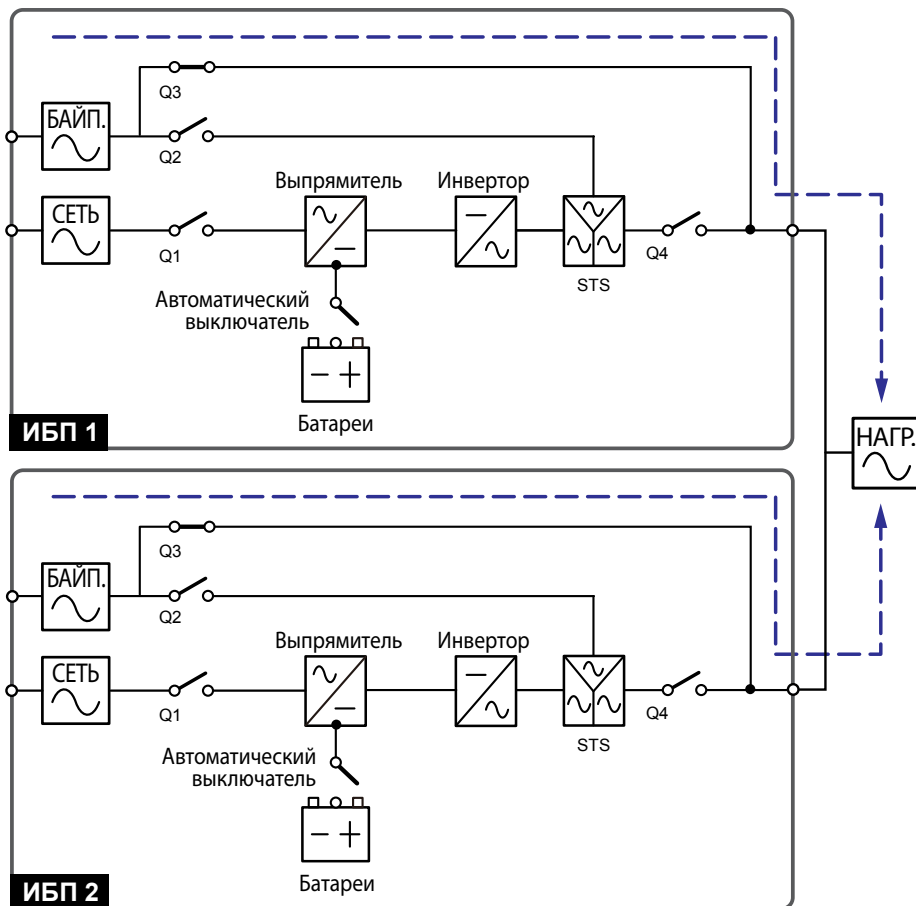 Q3
БАЙП.
Q2
Выпрямитель
Инвертор
СЕТЬ
Q1
STS
Q4
Автоматический
выключатель
Батареи
ИБП 1
НАГР.
Q3
БАЙП.
Q2
Выпрямитель
Инвертор
СЕТЬ
Q1
STS
Q4
Автоматический
выключатель
Батареи
ИБП 2